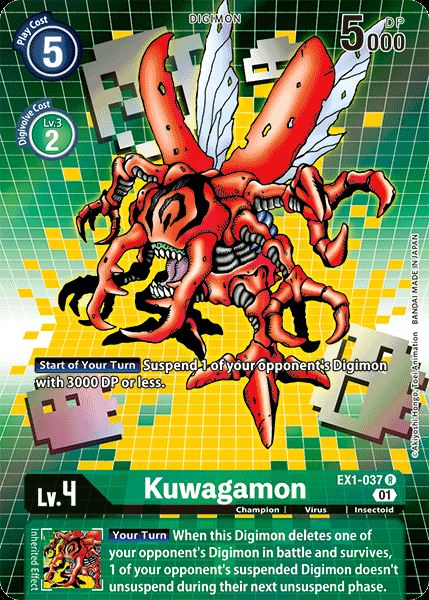 DIGIMON
Play Cost
5
DP
5000
Digivolve Cost
Lv.3
2
©Akiyoshi Hongo, Toei Animation BANDAI MADE IN JAPAN
Start of Your Turn Suspend 1 of your opponent's Digimon
with 3000 DP or less.
Lv.4
Kuwagamon
EX1-037 R
01
Champion | Virus | Insectoid
Inherited Effect
Your Turn When this Digimon deletes one of
your opponent's Digimon in battle and survives,
1 of your opponent's suspended Digimon doesn't
unsuspend during their next unsuspend phase.